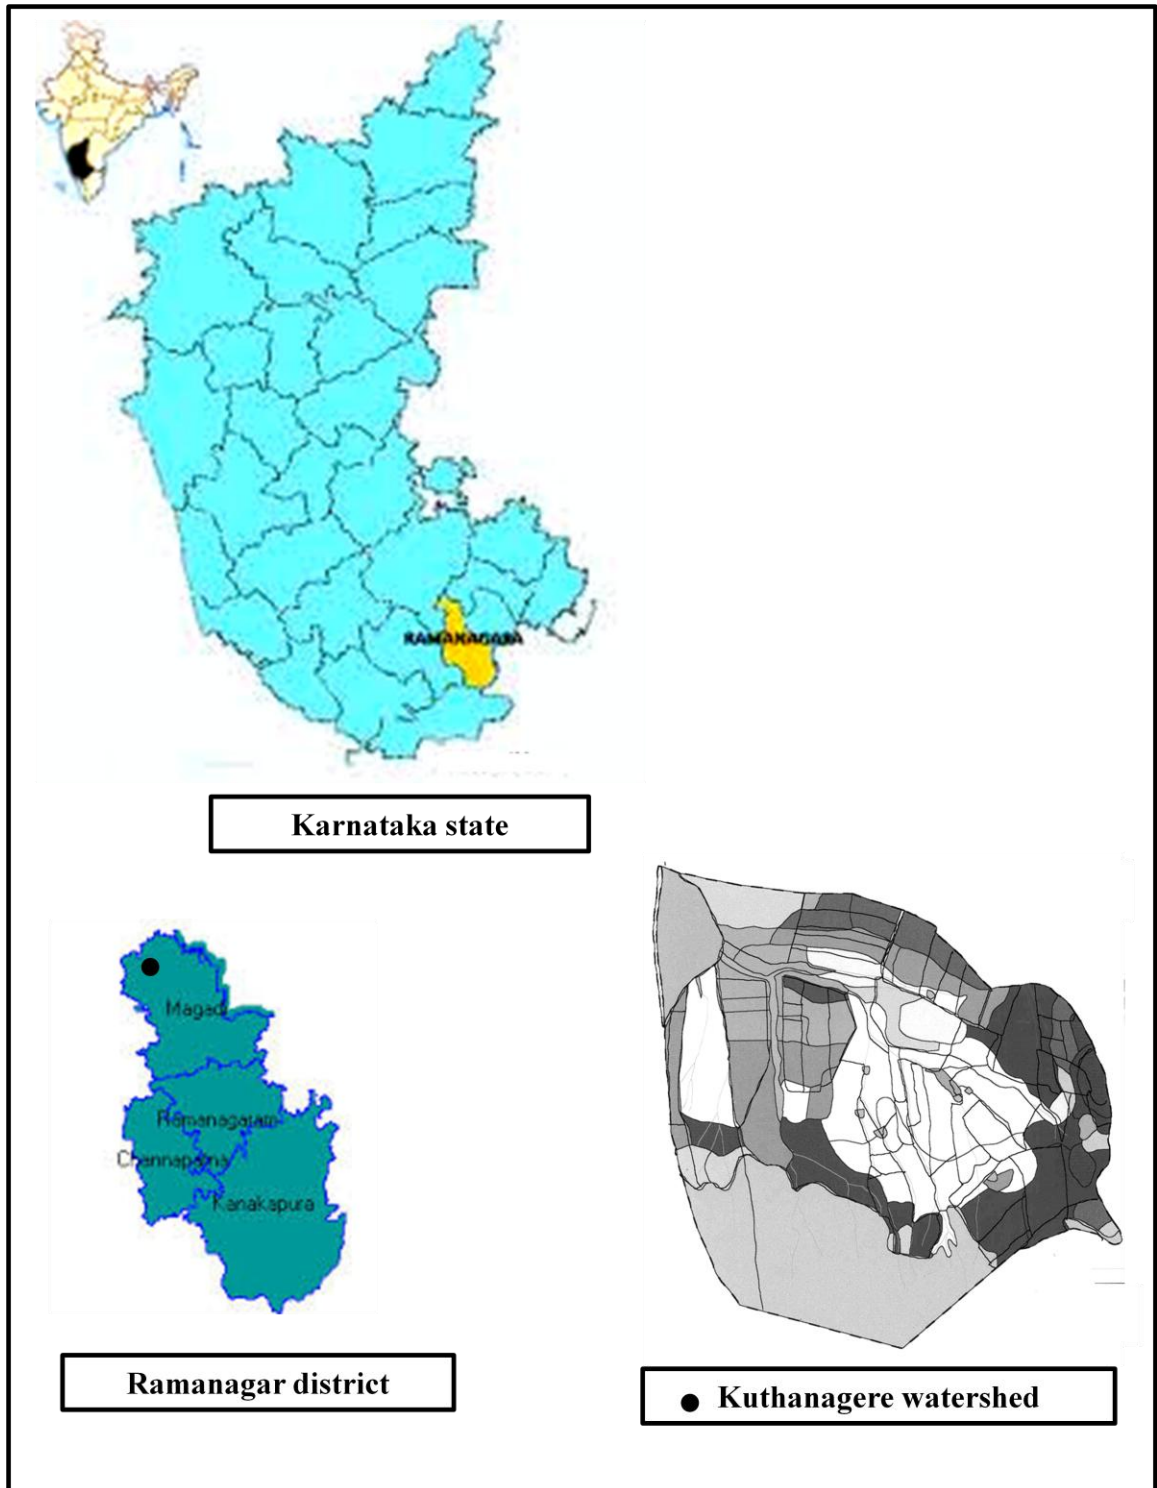 RAMANAGARA
Karnataka state
Magadi
Ramanagaram
Channapatna
Kanakapura
Ramanagar district
Kuthanagere watershed